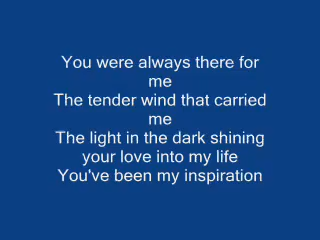 You were always there for
me
The tender wind that carried
me
The light in the dark shining
your love into my life
You've been my inspiration